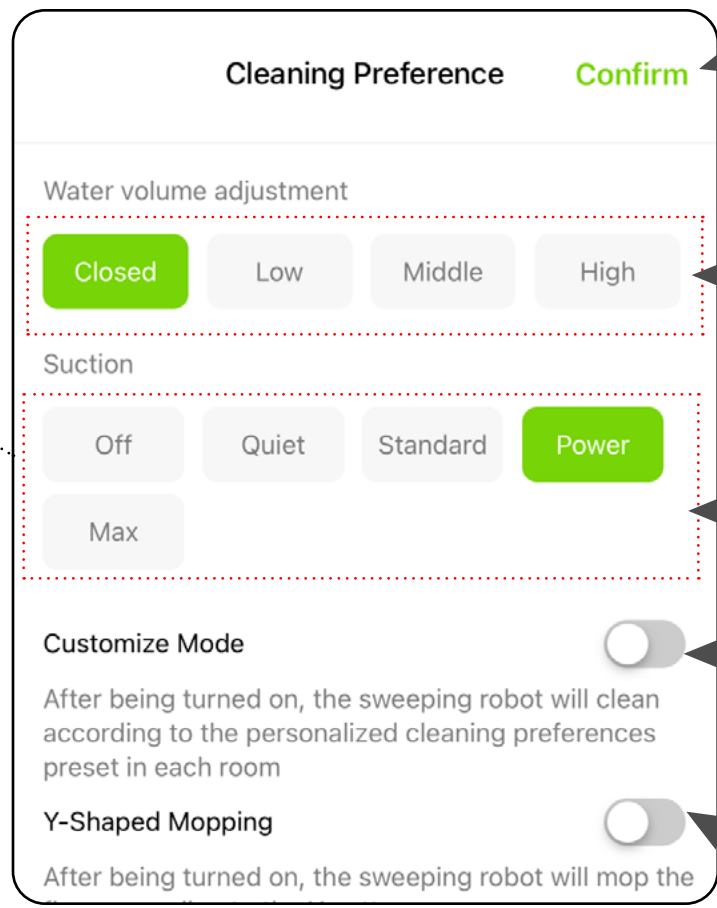 Cleaning Preference Confirm
Water volume adjustment
Closed Low Middle High
Suction
Off Quiet Standard Power
Max
Customize Mode
After being turned on, the sweeping robot will clean
according to the personalized cleaning preferences
preset in each room
Y-Shaped Mopping
After being turned on, the sweeping robot will mop the